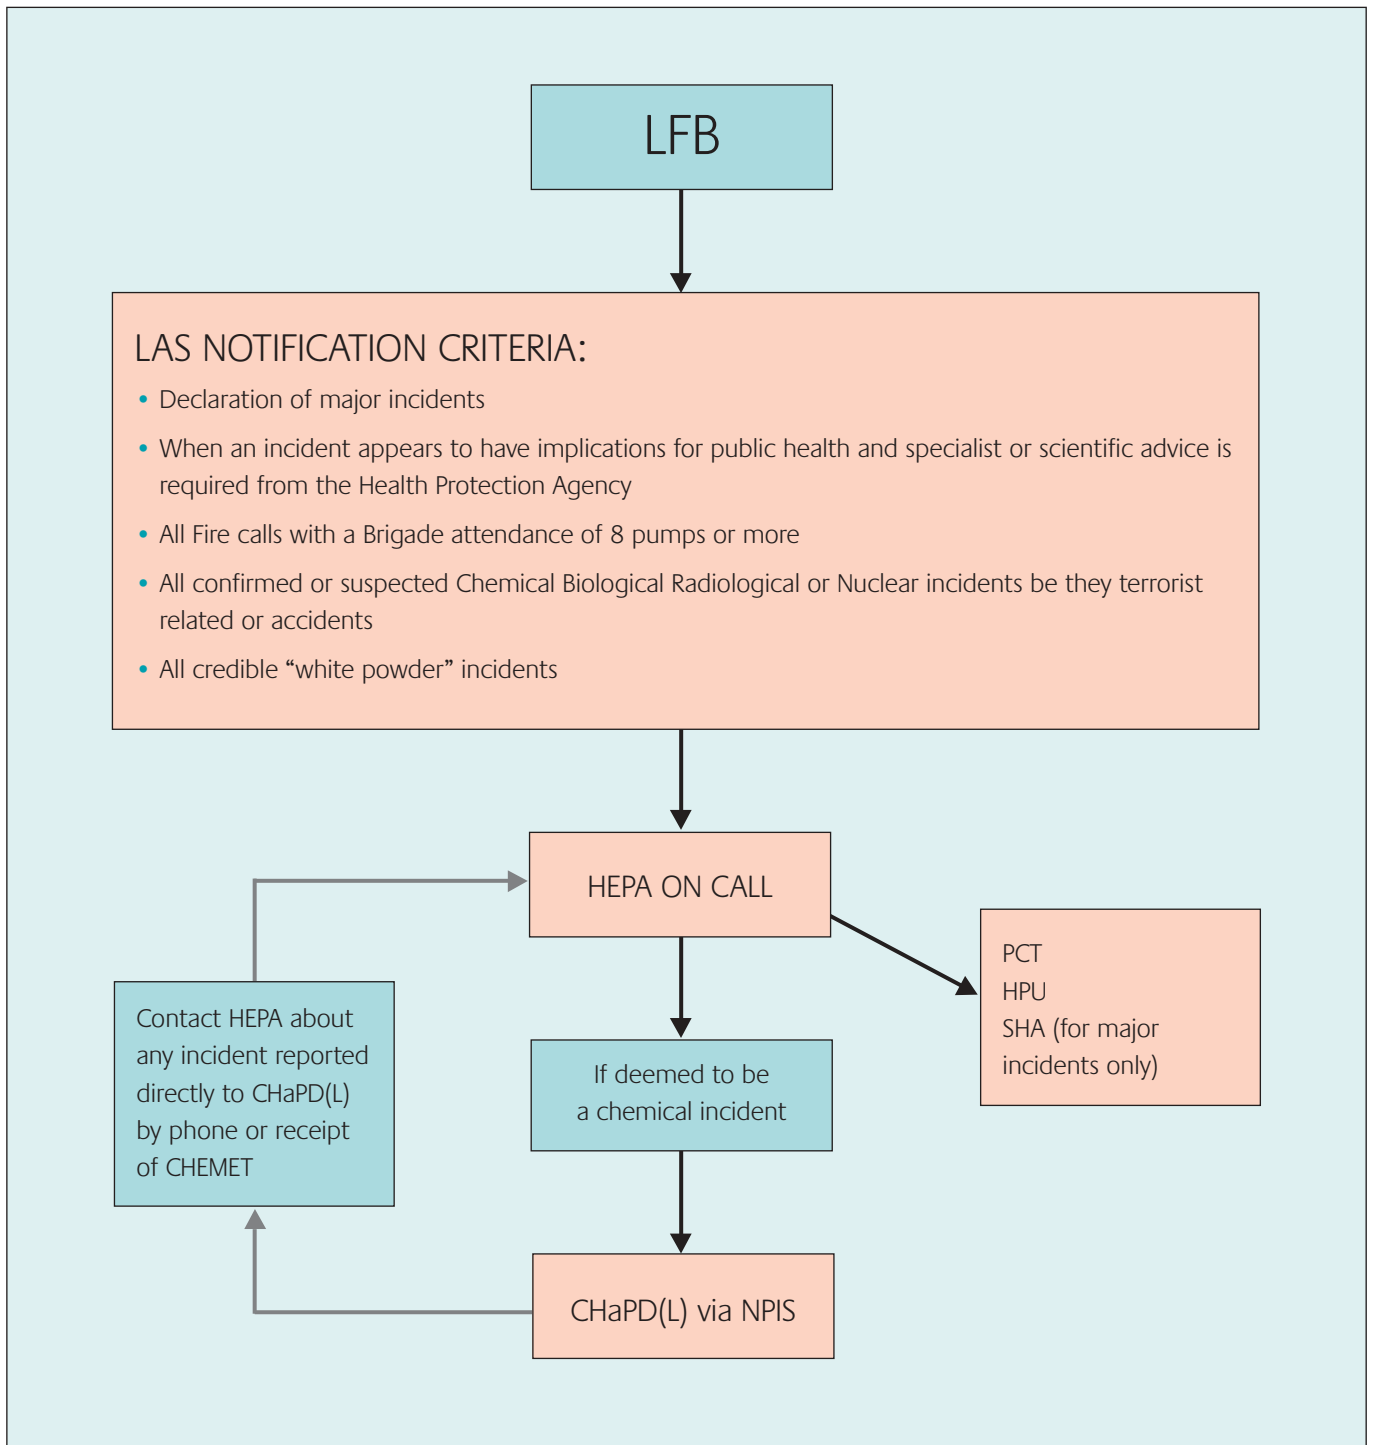 LFB
LAS NOTIFICATION CRITERIA:
• Declaration of major incidents
• When an incident appears to have implications for public health and specialist or scientific advice is
required from the Health Protection Agency
• All Fire calls with a Brigade attendance of 8 pumps or more
• All confirmed or suspected Chemical Biological Radiological or Nuclear incidents be they terrorist
related or accidents
• All credible “white powder” incidents
HEPA ON CALL
PCT
HPU
SHA (for major
incidents only)
Contact HEPA about
any incident reported
directly to CHaPD(L)
by phone or receipt
of CHEMET
If deemed to be
a chemical incident
CHaPD(L) via NPIS